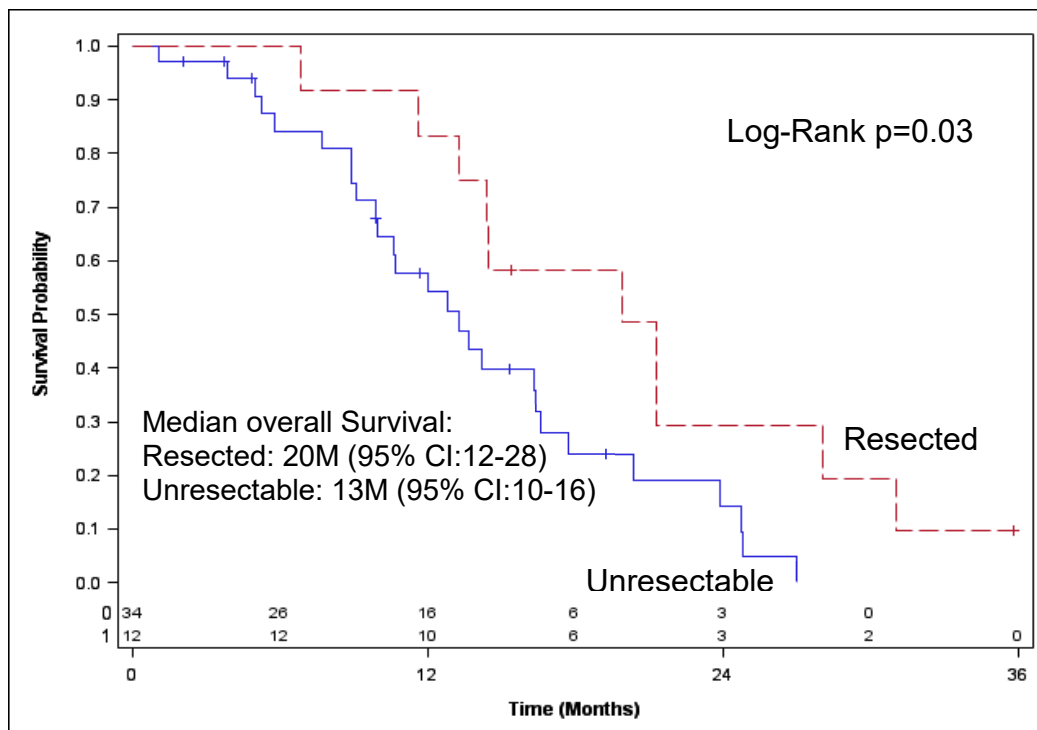 1.0
0.9
Log-Rank p=0.03
0.8
0.7
0.6
Survival Probability
0.5
0.4
0.3
Median overall Survival:
Resected
Resected: 20M (95% CI:12-28)
0.2
Unresectable: 13M (95% CI:10-16)
0.1
Unresectable
0.0
0 34 26 16 6 3 0
1 12 12 10 6 3 2 0
0 12 24 36
Time (Months)